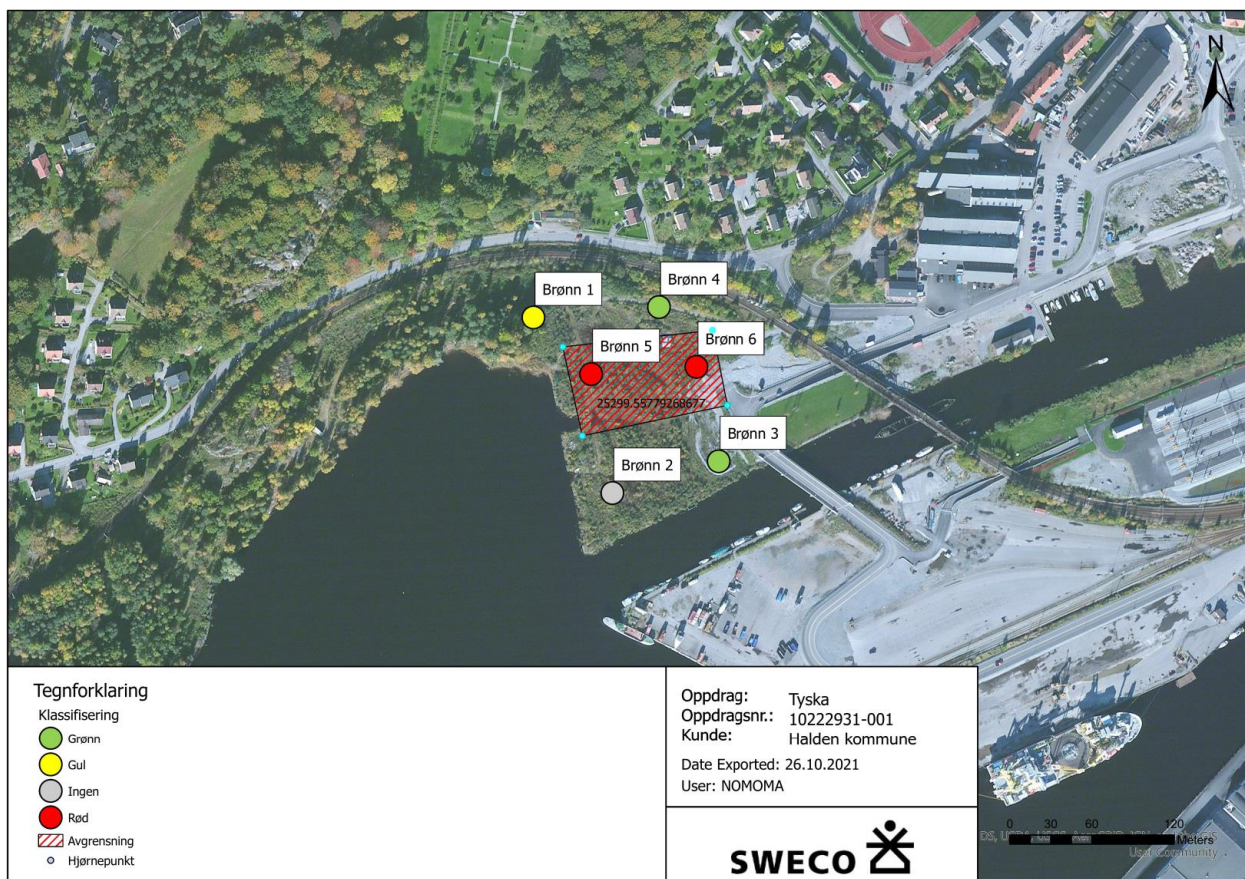 N
Brønn 1
Brønn 4
Brønn 5
Brønn 6
25299.55779268677
Brønn 3
Brønn 2
Tegnforklaring
Klassifisering
Grønn
Gul
Ingen
Rød
Avgrensning
Hjørnepunkt
Oppdrag: Tyska
Oppdragsnr.: 10222931-001
Kunde: Halden kommune
Date Exported: 26.10.2021
User: NOMOMA
SWECO
0 30 60 120
Meters
User Community